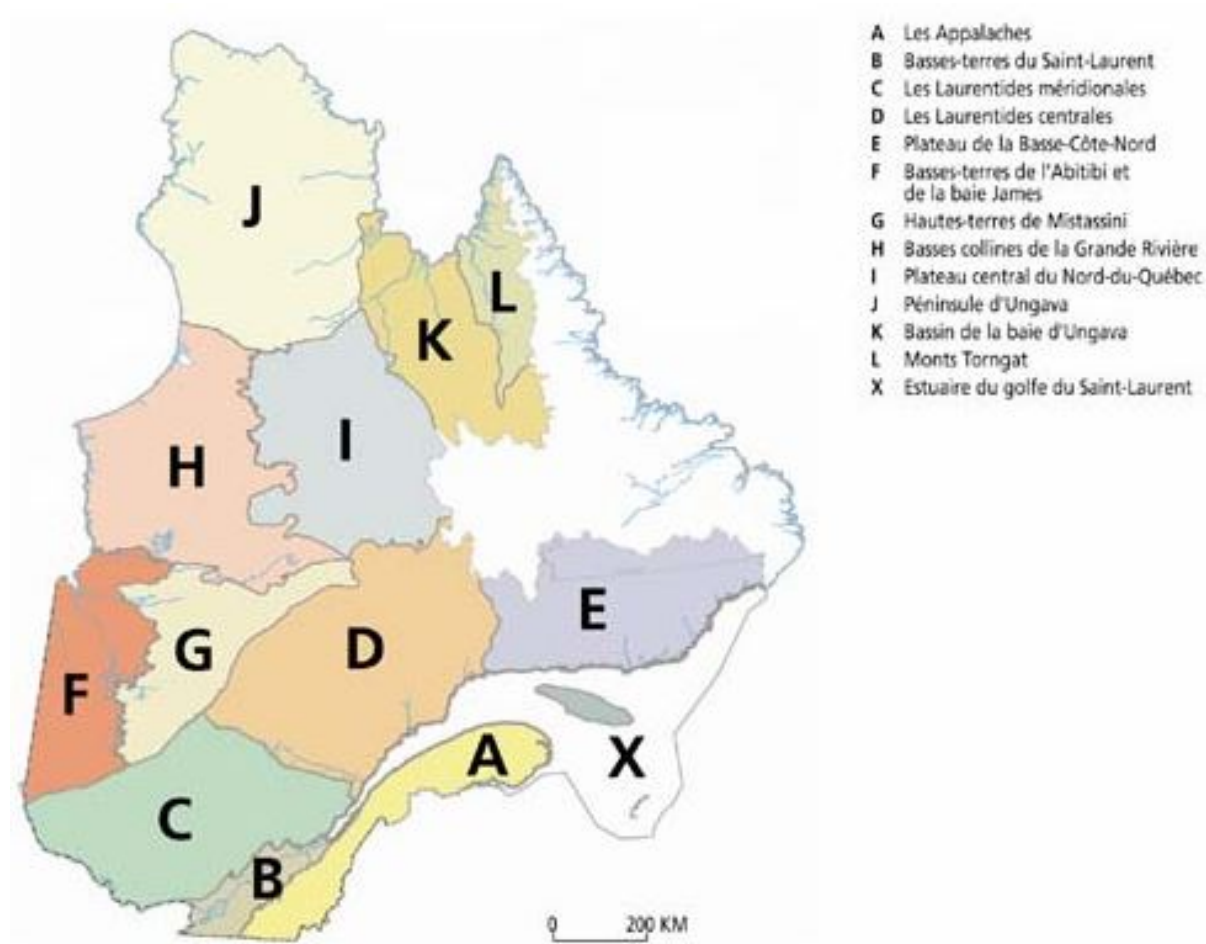 A Les Appalaches
B Basses-terres du Saint-Laurent
C Les Laurentides méridionales
D Les Laurentides centrales
E Plateau de la Basse-Côte-Nord
F Basses-terres de l'Abitibi et
de la baie James
G Hautes-terres de Mistassini
H Basses collines de la Grande Rivière
I Plateau central du Nord-du-Québec
J Péninsule d'Ungava
K Bassin de la baie d'Ungava
L Monts Torngat
X Estuaire du golfe du Saint-Laurent
J
L
K
I
H
E
G
D
F
A
X
C
B
0 200 KM